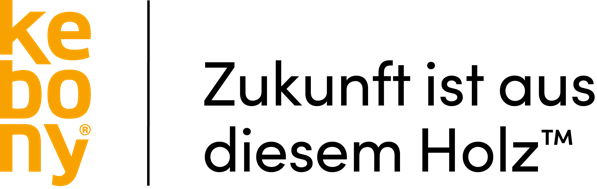 ke
bo
ny®
Zukunft ist aus
diesem Holz™